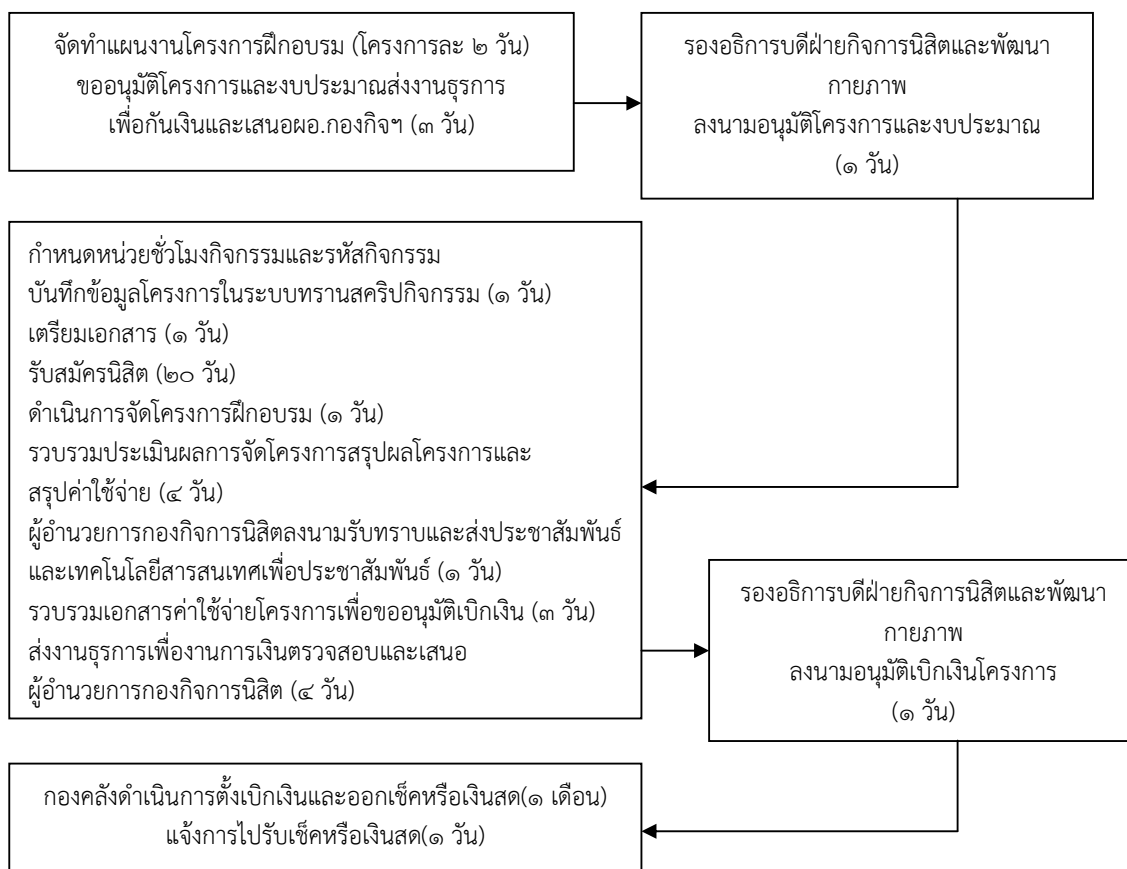 จัดทำแผนงานโครงการฝึกอบรม (โครงการละ ๒ วัน)
ขออนุมัติโครงการและงบประมาณส่งงานธุรการ
เพื่อกันเงินและเสนอผอ.กองกิจฯ (๓ วัน)
รองอธิการบดีฝ่ายกิจการนิสิตและพัฒนา
กายภาพ
ลงนามอนุมัติโครงการและงบประมาณ
(๑ วัน)
กำหนดหน่วยชั่วโมงกิจกรรมและรหัสกิจกรรม
บันทึกข้อมูลโครงการในระบบทรานสคริปกิจกรรม (๑ วัน)
เตรียมเอกสาร (๑ วัน)
รับสมัครนิสิต (๒๐ วัน)
ดำเนินการจัดโครงการฝึกอบรม (๑ วัน)
รวบรวมประเมินผลการจัดโครงการสรุปผลโครงการและ
สรุปค่าใช้จ่าย (๔ วัน)
ผู้อำนวยการกองกิจการนิสิตลงนามรับทราบและส่งประชาสัมพันธ์
และเทคโนโลยีสารสนเทศเพื่อประชาสัมพันธ์ (๑ วัน)
รวบรวมเอกสารค่าใช้จ่ายโครงการเพื่อขออนุมัติเบิกเงิน (๓ วัน)
ส่งงานธุรการเพื่องานการเงินตรวจสอบและเสนอ
ผู้อำนวยการกองกิจการนิสิต (๔ วัน)
รองอธิการบดีฝ่ายกิจการนิสิตและพัฒนา
กายภาพ
ลงนามอนุมัติเบิกเงินโครงการ
(๑ วัน)
กองคลังดำเนินการตั้งเบิกเงินและออกเช็คหรือเงินสด(๑ เดือน)
แจ้งการไปรับเช็คหรือเงินสด(๑ วัน)